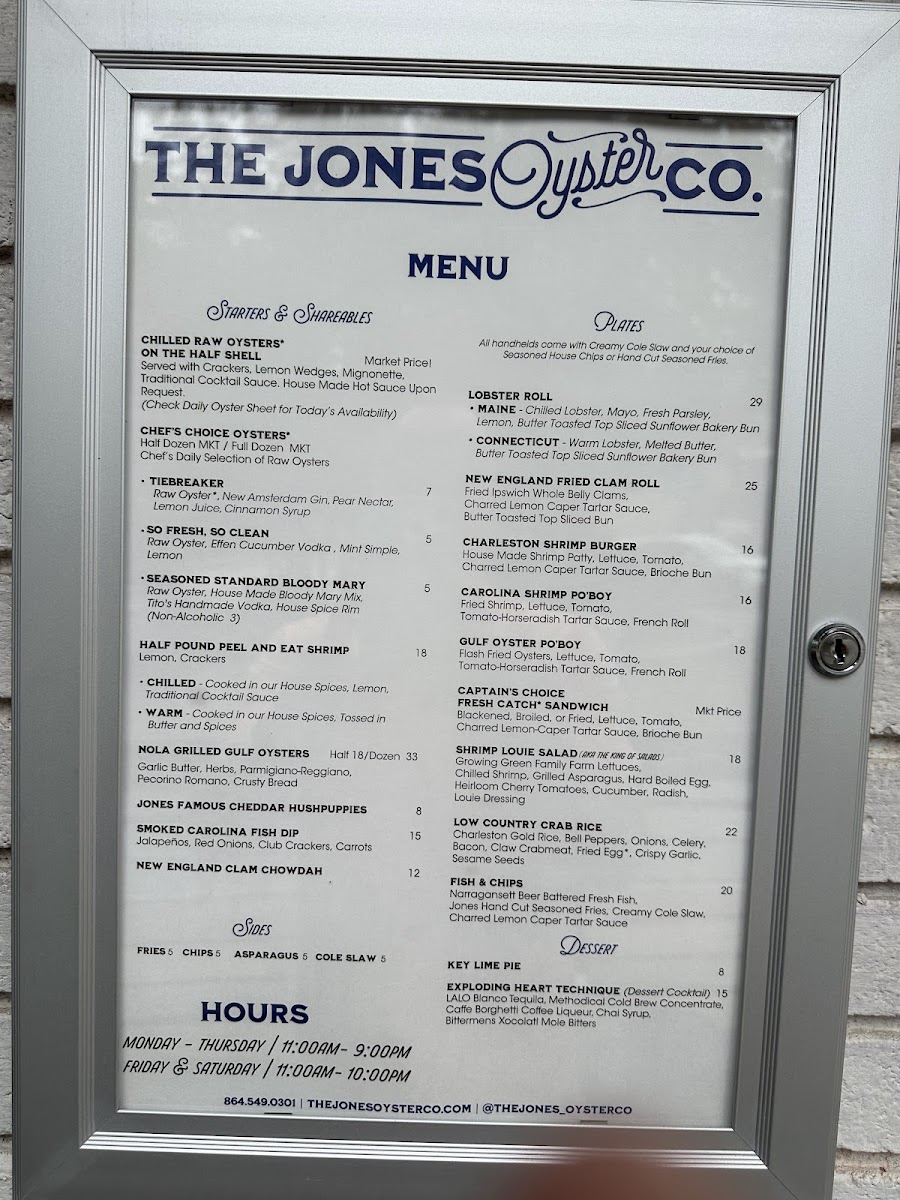 THE JONES Oyster CO.
MENU
STARTERS & SHAREABLES
CHILLED RAW OYSTERS*
ON THE HALF SHELL
Market Price!
Served with Crackers, Lemon Wedges, Mignonette,
Traditional Cocktail Sauce. House Made Hot Sauce Upon
Request.
(Check Daily Oyster Sheet for Today's Availability)
CHEF'S CHOICE OYSTERS*
Half Dozen MKT / Full Dozen MKT
Chef's Daily Selection of Raw Oysters
• TIEBREAKER 7
Raw Oyster*, New Amsterdam Gin, Pear Nectar,
Lemon Juice, Cinnamon Syrup
• SO FRESH, SO CLEAN 5
Raw Oyster, Effen Cucumber Vodka , Mint Simple,
Lemon
• SEASONED STANDARD BLOODY MARY 5
Raw Oyster, House Made Bloody Mary Mix,
Tito's Handmade Vodka, House Spice Rim
(Non-Alcoholic 3)
HALF POUND PEEL AND EAT SHRIMP 18
Lemon, Crackers
• CHILLED - Cooked in our House Spices, Lemon,
Traditional Cocktail Sauce
• WARM - Cooked in our House Spices, Tossed in
Butter and Spices
NOLA GRILLED GULF OYSTERS Half 18/Dozen 33
Garlic Butter, Herbs, Parmigiano-Reggiano,
Pecorino Romano, Crusty Bread
JONES FAMOUS CHEDDAR HUSHPUPPIES 8
SMOKED CAROLINA FISH DIP 15
Jalapeños, Red Onions, Club Crackers, Carrots
NEW ENGLAND CLAM CHOWDAH 12
SIDES
FRIES 5 CHIPS 5 ASPARAGUS 5 COLE SLAW 5
HOURS
MONDAY - THURSDAY / 11:00AM- 9:00PM
FRIDAY & SATURDAY / 11:00AM- 10:00PM
PLATES
All handhelds come with Creamy Cole Slaw and your choice of
Seasoned House Chips or Hand Cut Seasoned Fries.
LOBSTER ROLL 29
• MAINE - Chilled Lobster, Mayo, Fresh Parsley,
Lemon, Butter Toasted Top Sliced Sunflower Bakery Bun
• CONNECTICUT - Warm Lobster, Melted Butter,
Butter Toasted Top Sliced Sunflower Bakery Bun
NEW ENGLAND FRIED CLAM ROLL 25
Fried Ipswich Whole Belly Clams,
Charred Lemon Caper Tartar Sauce,
Butter Toasted Top Sliced Bun
CHARLESTON SHRIMP BURGER 16
House Made Shrimp Patty, Lettuce, Tomato,
Charred Lemon Caper Tartar Sauce, Brioche Bun
CAROLINA SHRIMP PO'BOY 16
Fried Shrimp, Lettuce, Tomato,
Tomato-Horseradish Tartar Sauce, French Roll
GULF OYSTER PO'BOY 18
Flash Fried Oysters, Lettuce, Tomato,
Tomato-Horseradish Tartar Sauce, French Roll
CAPTAIN'S CHOICE
FRESH CATCH* SANDWICH Mkt Price
Blackened, Broiled, or Fried, Lettuce, Tomato,
Charred Lemon-Caper Tartar Sauce, Brioche Bun
SHRIMP LOUIE SALAD (AKA THE KING OF SALADS) 18
Growing Green Family Farm Lettuces,
Chilled Shrimp, Grilled Asparagus, Hard Boiled Egg,
Heirloom Cherry Tomatoes, Cucumber, Radish,
Louie Dressing
LOW COUNTRY CRAB RICE 22
Charleston Gold Rice, Bell Peppers, Onions, Celery,
Bacon, Claw Crabmeat, Fried Egg*, Crispy Garlic,
Sesame Seeds
FISH & CHIPS 20
Narragansett Beer Battered Fresh Fish,
Jones Hand Cut Seasoned Fries, Creamy Cole Slaw,
Charred Lemon Caper Tartar Sauce
DESSERT
KEY LIME PIE 8
EXPLODING HEART TECHNIQUE (Dessert Cocktail) 15
LALO Blanco Tequila, Methodical Cold Brew Concentrate,
Caffe Borghetti Coffee Liqueur, Chai Syrup,
Bittermens Xocolatl Mole Bitters
864.549.0301 | THEJONESOYSTERCO.COM | @THEJONES_OYSTERCO